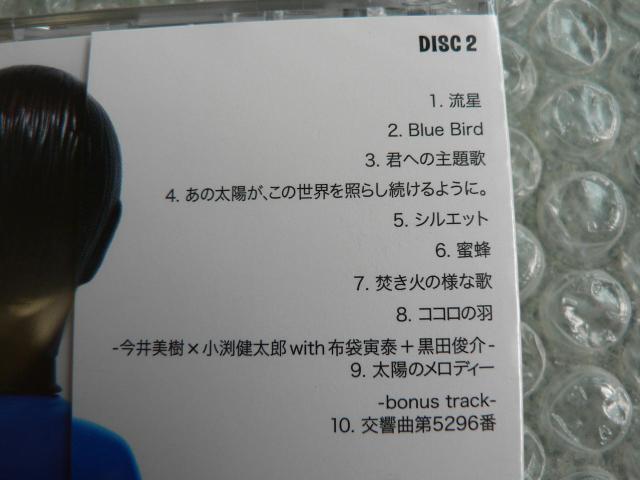 DISC 2
1. 流星
2. Blue Bird
3. 君への主題歌
4. あの太陽が、この世界を照らし続けるように。
5. シルエット
6. 蜜蜂
7. 焚き火の様な歌
8. ココロの羽
-今井美樹×小渕健太郎with布袋寅泰+黒田俊介-
9. 太陽のメロディー
-bonus track-
10. 交響曲第5296番